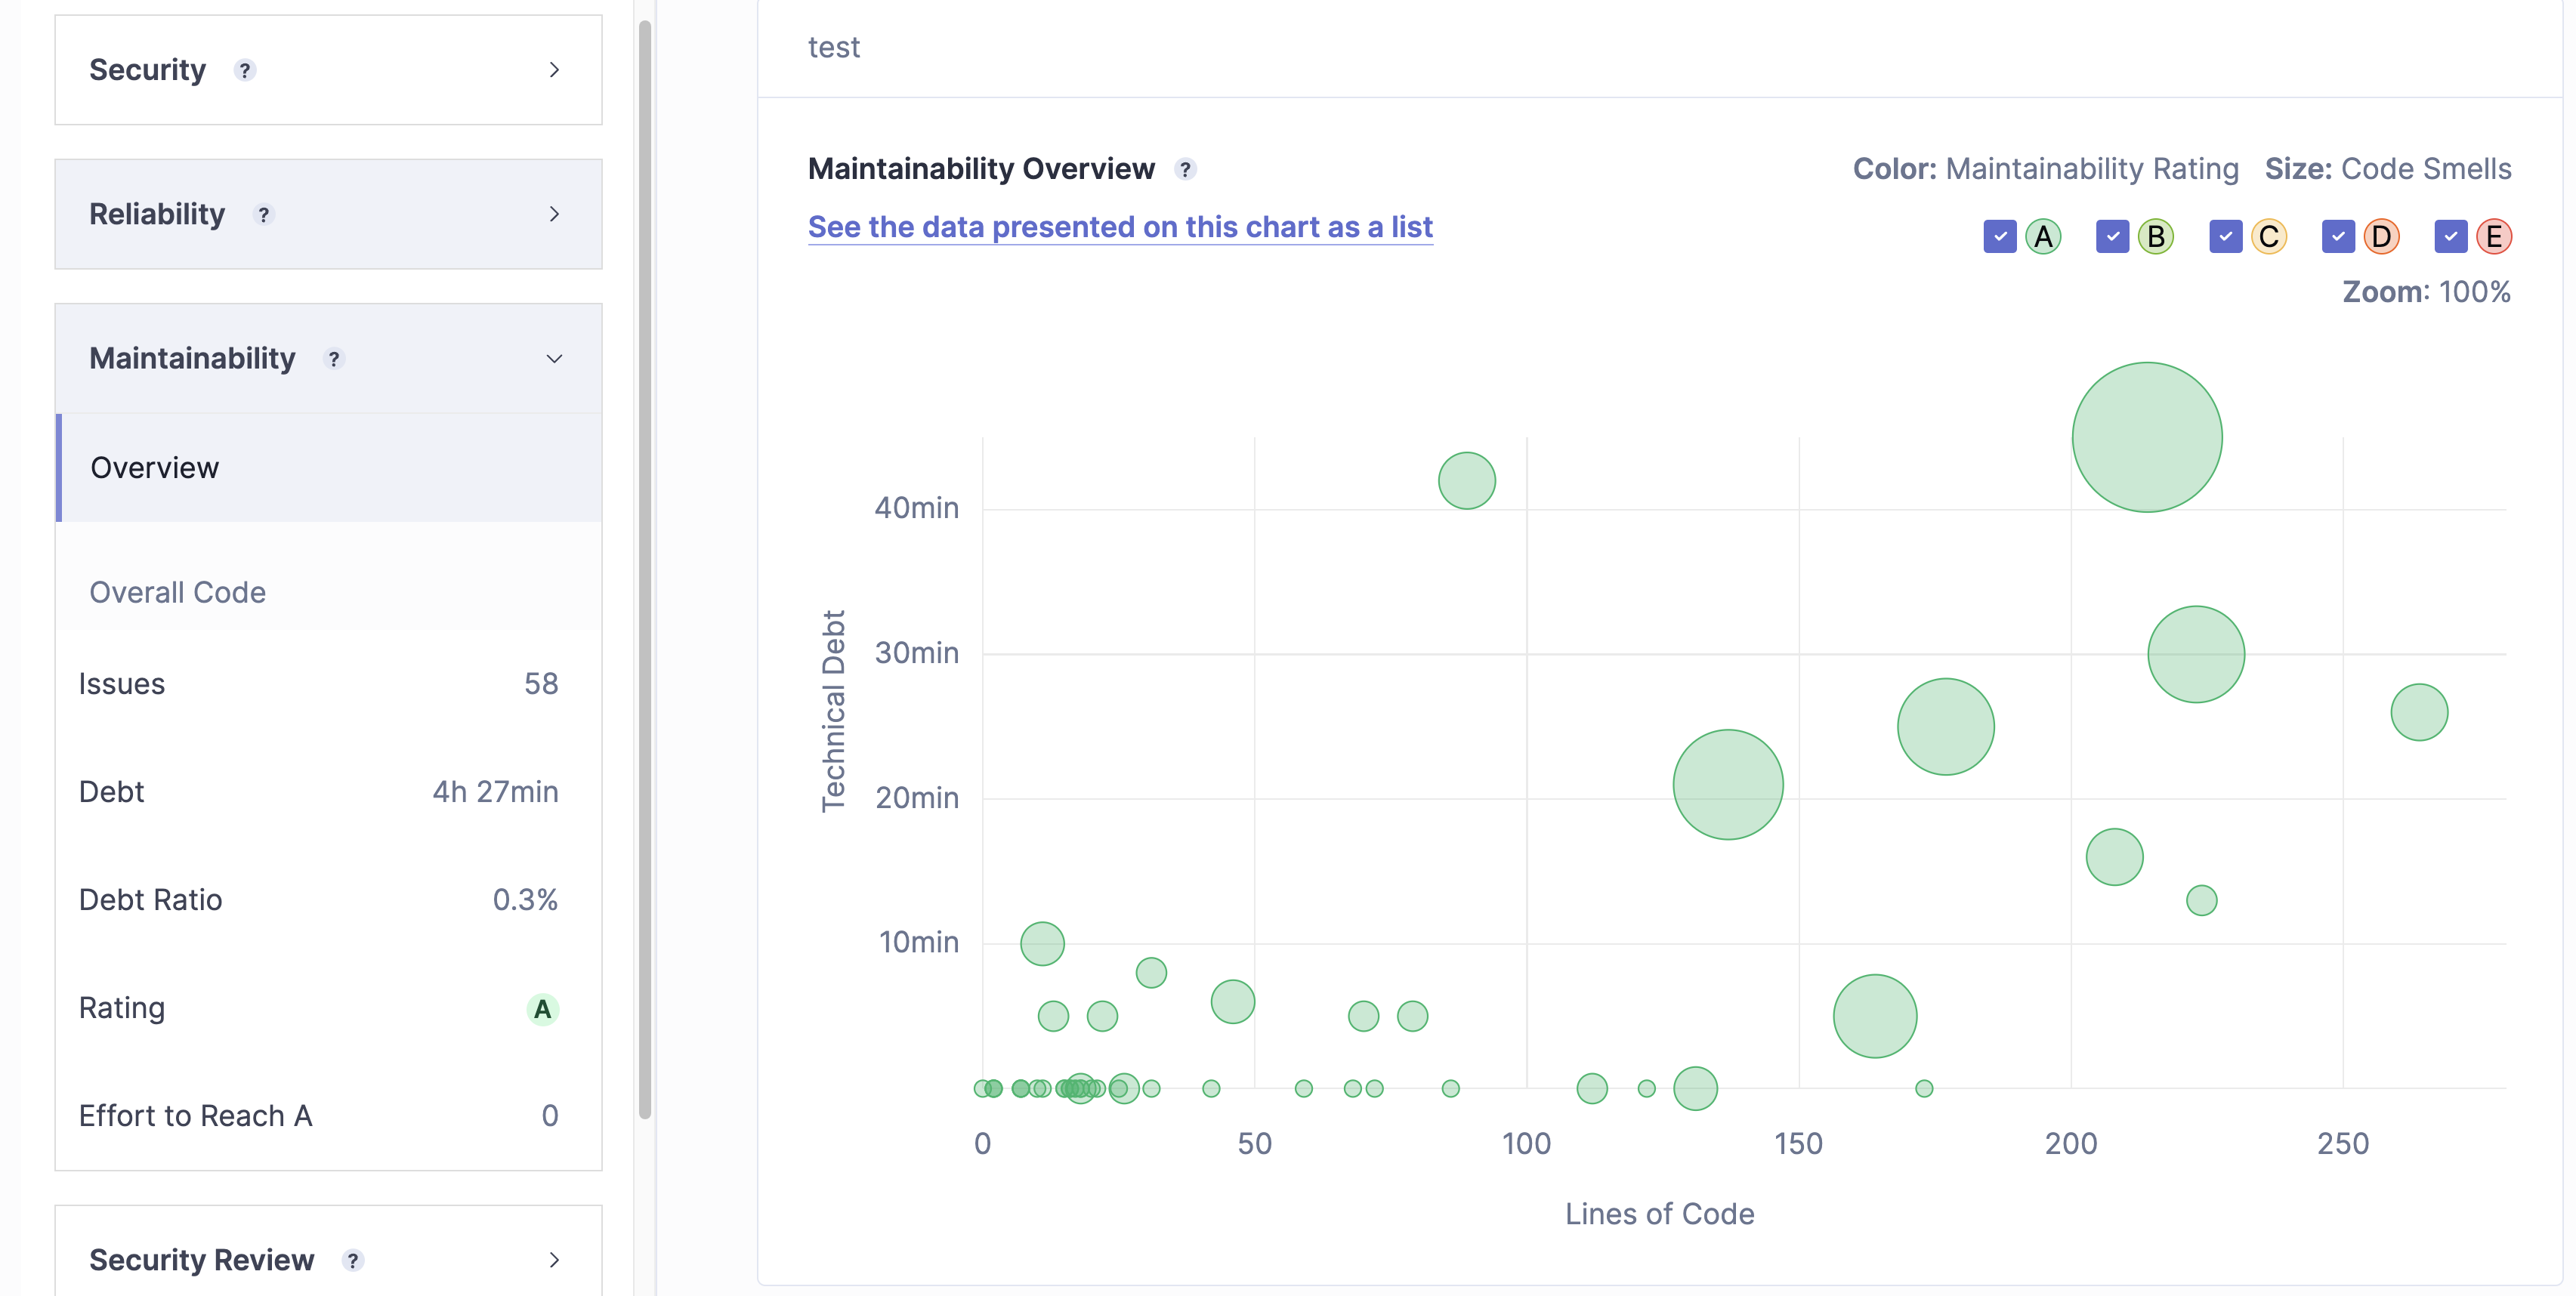 Security ?
Reliability ?
Maintainability ?
Overview
Overall Code
Issues 58
Debt 4h 27min
Debt Ratio 0.3%
Rating A
Effort to Reach A 0
Security Review ?
test
Maintainability Overview ?
Color: Maintainability Rating Size: Code Smells
See the data presented on this chart as a list
A B C D E
Zoom: 100%
Technical Debt
40min
30min
20min
10min
0 50 100 150 200 250
Lines of Code